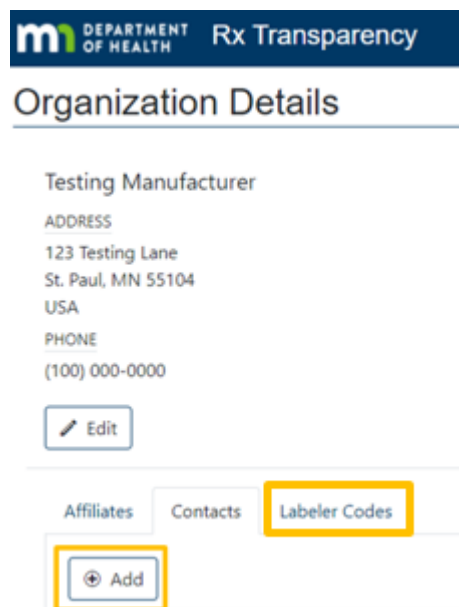 DEPARTMENT
OF HEALTH
Rx Transparency
Organization Details
Testing Manufacturer
ADDRESS
123 Testing Lane
St. Paul, MN 55104
USA
PHONE
(100) 000-0000
Edit
Affiliates Contacts Labeler Codes
Add